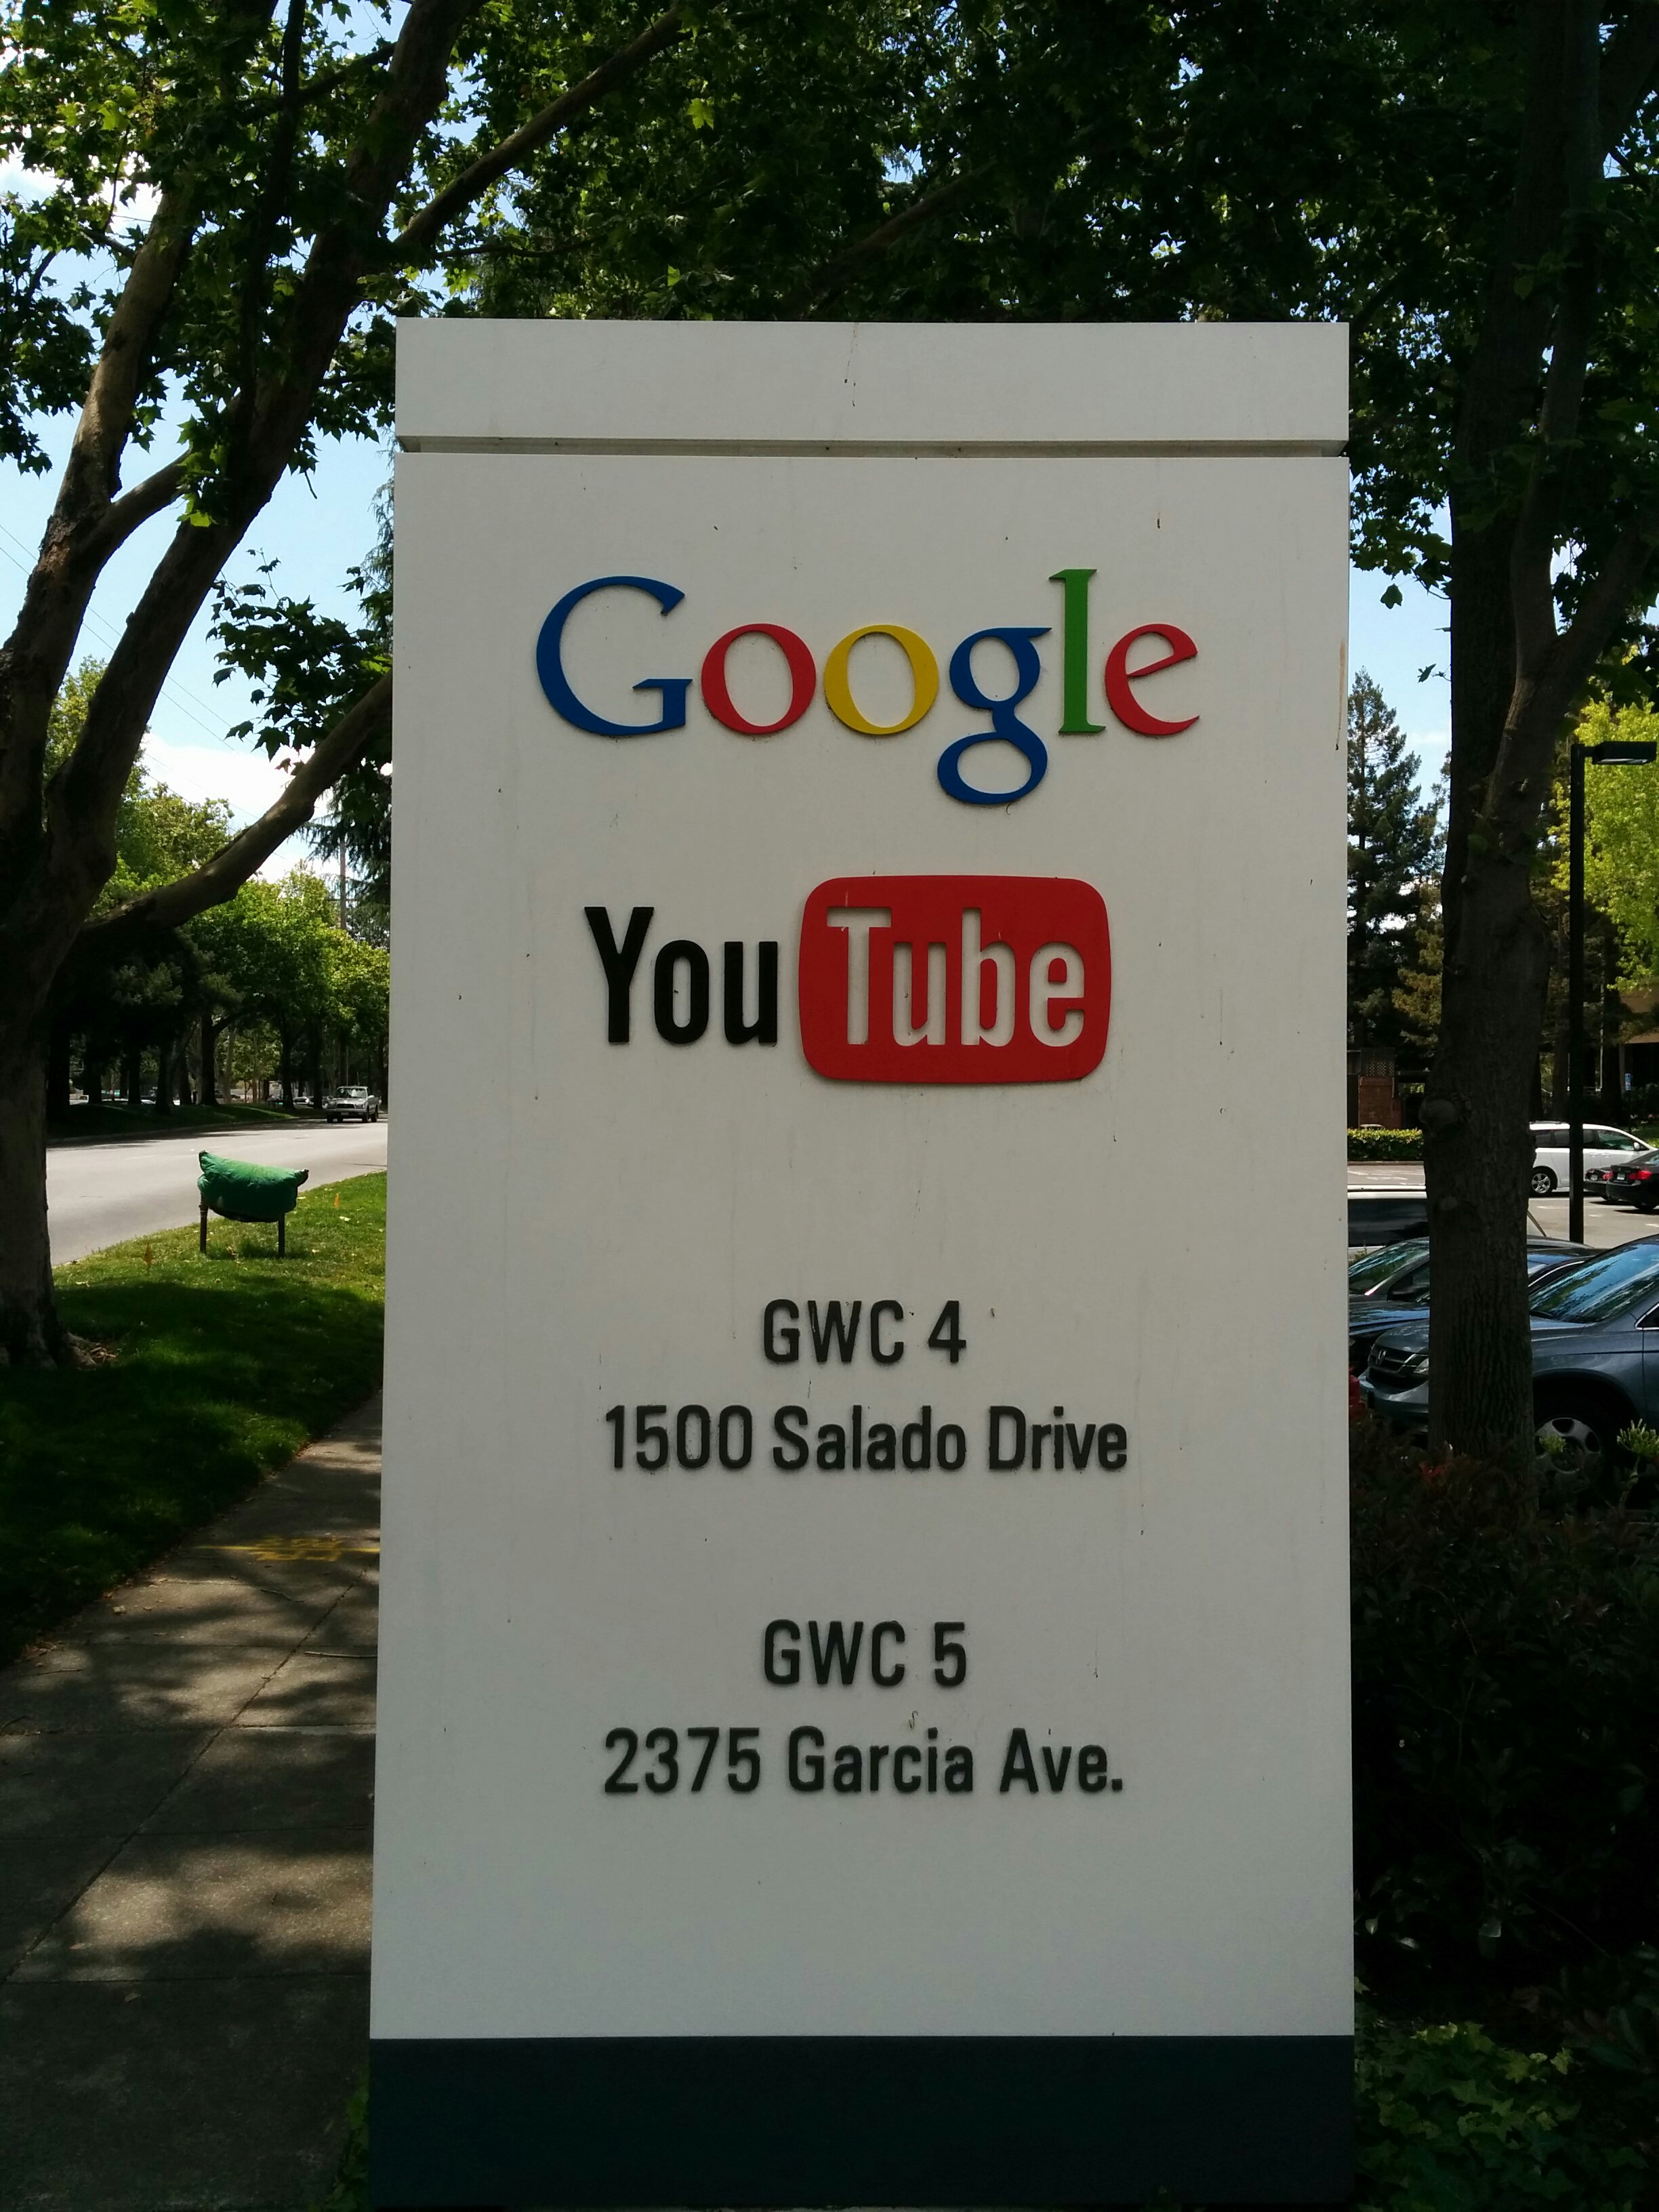 Google
YouTube
GWC 4
1500 Salado Drive
GWC 5
2375 Garcia Ave.